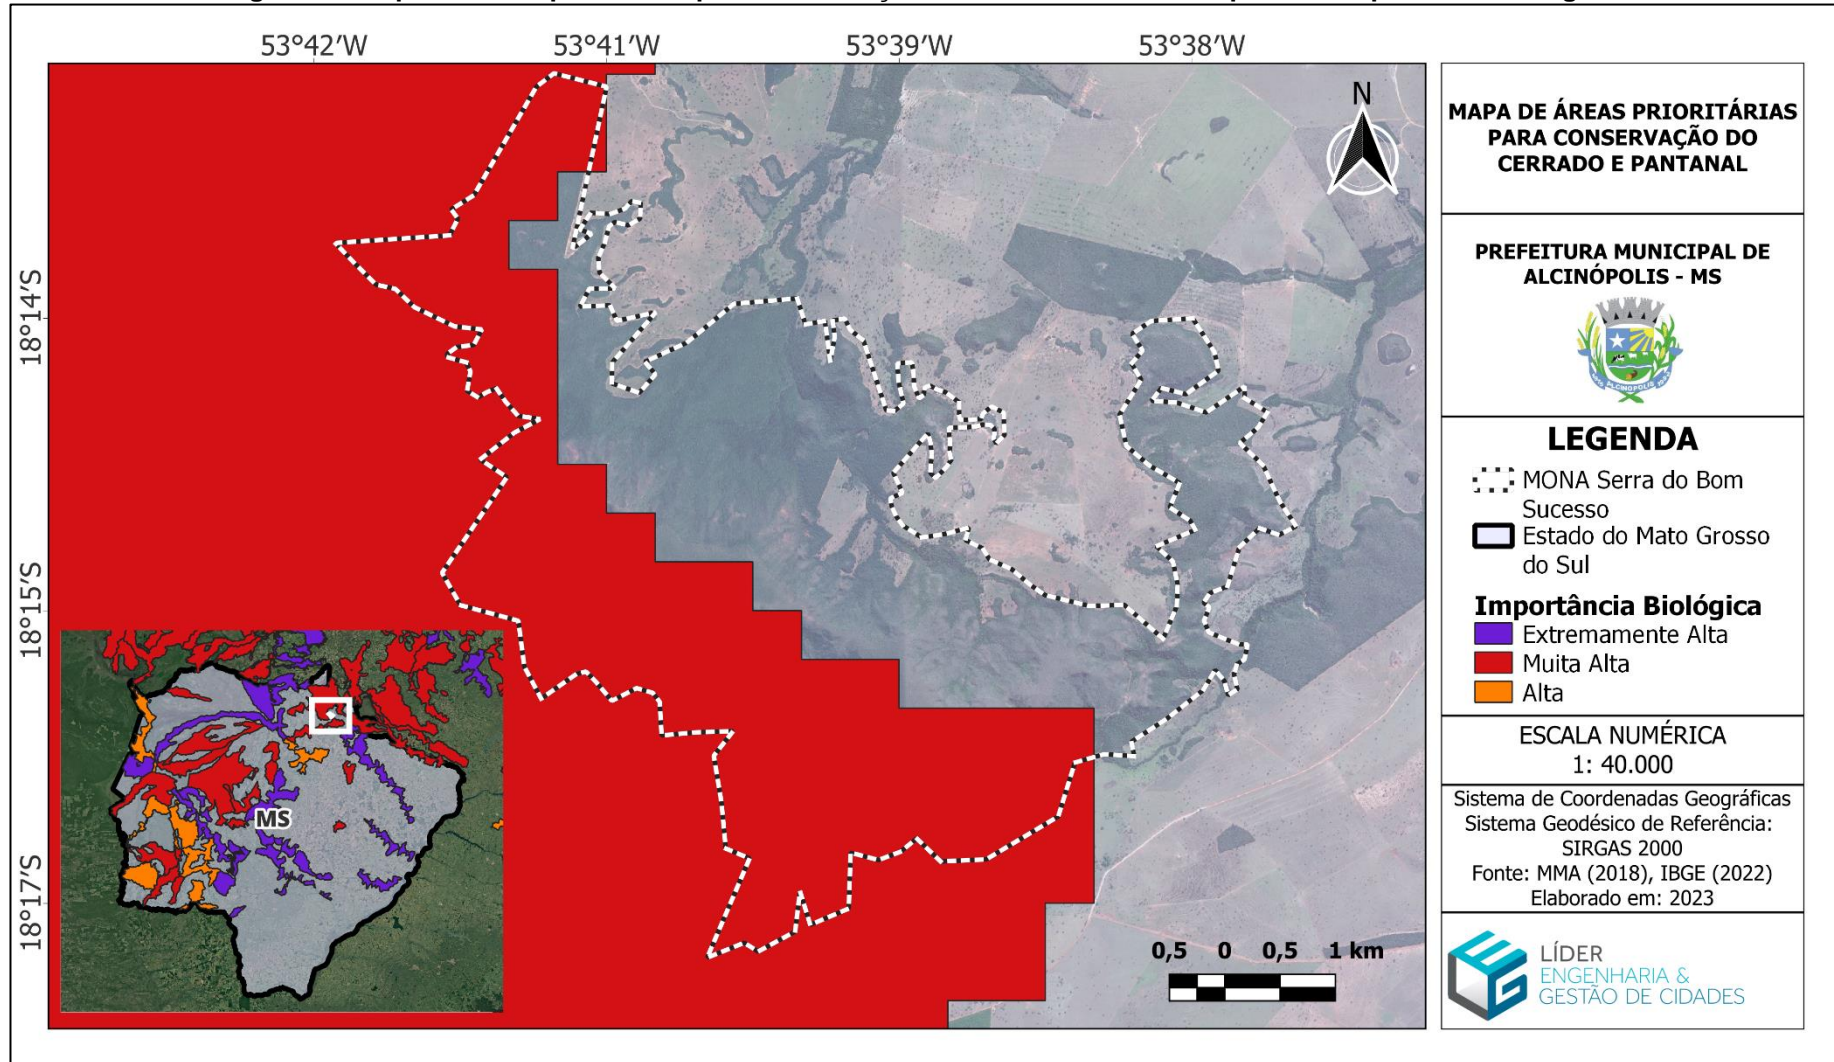 53°42'W
53°41'W
53°39'W
53°38'W
18°14'S
18°15'S
18°17'S
N
MS
0,5 0 0,5 1 km
MAPA DE ÁREAS PRIORITÁRIAS
PARA CONSERVAÇÃO DO
CERRADO E PANTANAL
PREFEITURA MUNICIPAL DE
ALCINÓPOLIS - MS
ALCINOPOLIS
LEGENDA
MONA Serra do Bom
Sucesso
Estado do Mato Grosso
do Sul
Importância Biológica
Extremamente Alta
Muita Alta
Alta
ESCALA NUMÉRICA
1: 40.000
Sistema de Coordenadas Geográficas
Sistema Geodésico de Referência:
SIRGAS 2000
Fonte: MMA (2018), IBGE (2022)
Elaborado em: 2023
LÍDER
ENGENHARIA &
GESTÃO DE CIDADES